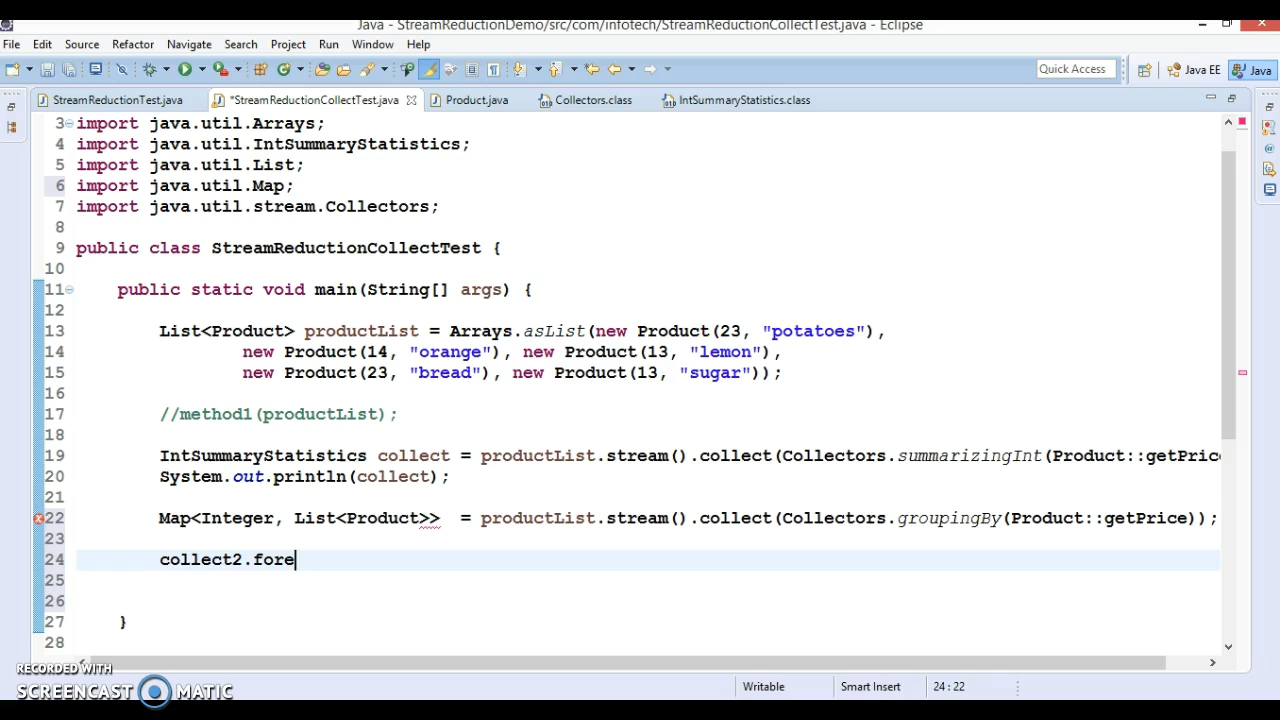 Java - StreamReductionDemo/src/com/infotech/StreamReductionCollectTest.java - Eclipse
File Edit Source Refactor Navigate Search Project Run Window Help
Quick Access Java EE Java
StreamReductionTest.java *StreamReductionCollectTest.java Product.java Collectors.class IntSummaryStatistics.class
3 import java.util.Arrays;
4 import java.util.IntSummaryStatistics;
5 import java.util.List;
6 import java.util.Map;
7 import java.util.stream.Collectors;
8
9 public class StreamReductionCollectTest {
10
11 public static void main(String[] args) {
12
13 List<Product> productList = Arrays.asList(new Product(23, "potatoes"),
14 new Product(14, "orange"), new Product(13, "lemon"),
15 new Product(23, "bread"), new Product(13, "sugar"));
16
17 //method1(productList);
18
19 IntSummaryStatistics collect = productList.stream().collect(Collectors.summarizingInt(Product::getPric
20 System.out.println(collect);
21
22 Map<Integer, List<Product>> = productList.stream().collect(Collectors.groupingBy(Product::getPrice));
23
24 collect2.fore
25
26
27 }
28
RECORDED WITH
SCREENCAST MATIC
Writable Smart Insert 24 : 22